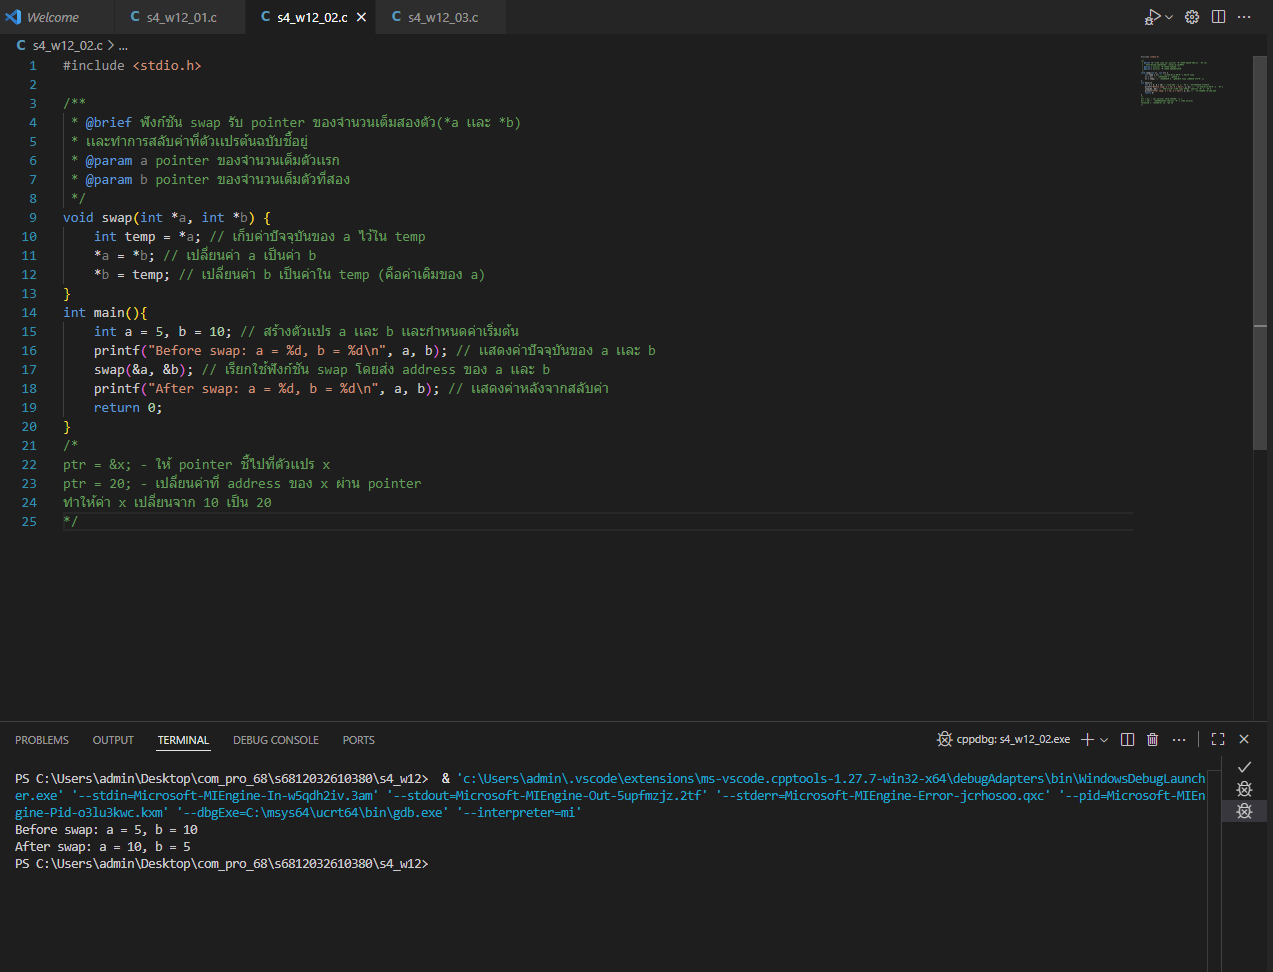 Welcome
C s4_w12_01.c
C s4_w12_02.c
C s4_w12_03.c
C s4_w12_02.c > ...
1 #include <stdio.h>
2
3 /**
4  * @brief ฟังก์ชัน swap รับ pointer ของจำนวนเต็มสองตัว(*a และ *b)
5  * และทำการสลับค่าที่ตัวแปรต้นฉบับชี้อยู่
6  * @param a pointer ของจำนวนเต็มตัวแรก
7  * @param b pointer ของจำนวนเต็มตัวที่สอง
8  */
9 void swap(int *a, int *b) {
10     int temp = *a; // เก็บค่าปัจจุบันของ a ไว้ใน temp
11     *a = *b; // เปลี่ยนค่า a เป็นค่า b
12     *b = temp; // เปลี่ยนค่า b เป็นค่าใน temp (คือค่าเดิมของ a)
13 }
14 int main(){
15     int a = 5, b = 10; // สร้างตัวแปร a และ b และกำหนดค่าเริ่มต้น
16     printf("Before swap: a = %d, b = %d\n", a, b); // แสดงค่าปัจจุบันของ a และ b
17     swap(&a, &b); // เรียกใช้ฟังก์ชัน swap โดยส่ง address ของ a และ b
18     printf("After swap: a = %d, b = %d\n", a, b); // แสดงค่าหลังจากสลับค่า
19     return 0;
20 }
21 /*
22 ptr = &x; - ให้ pointer ชี้ไปที่ตัวแปร x
23 ptr = 20; - เปลี่ยนค่าที่ address ของ x ผ่าน pointer
24 ทำให้ค่า x เปลี่ยนจาก 10 เป็น 20
25 */
PROBLEMS OUTPUT TERMINAL DEBUG CONSOLE PORTS
cppdbg: s4_w12_02.exe
PS C:\Users\admin\Desktop\com_pro_68\s6812032610380\s4_w12>  & 'c:\Users\admin\.vscode\extensions\ms-vscode.cpptools-1.27.7-win32-x64\debugAdapters\bin\WindowsDebugLaunch
er.exe' '--stdin=Microsoft-MIEngine-In-w5qdh2iv.3am' '--stdout=Microsoft-MIEngine-Out-5upfmzjz.2tf' '--stderr=Microsoft-MIEngine-Error-jcrhosoo.qxc' '--pid=Microsoft-MIEn
gine-Pid-o3lu3kwc.kxm' '--dbgExe=C:\msys64\ucrt64\bin\gdb.exe' '--interpreter=mi'
Before swap: a = 5, b = 10
After swap: a = 10, b = 5
PS C:\Users\admin\Desktop\com_pro_68\s6812032610380\s4_w12>